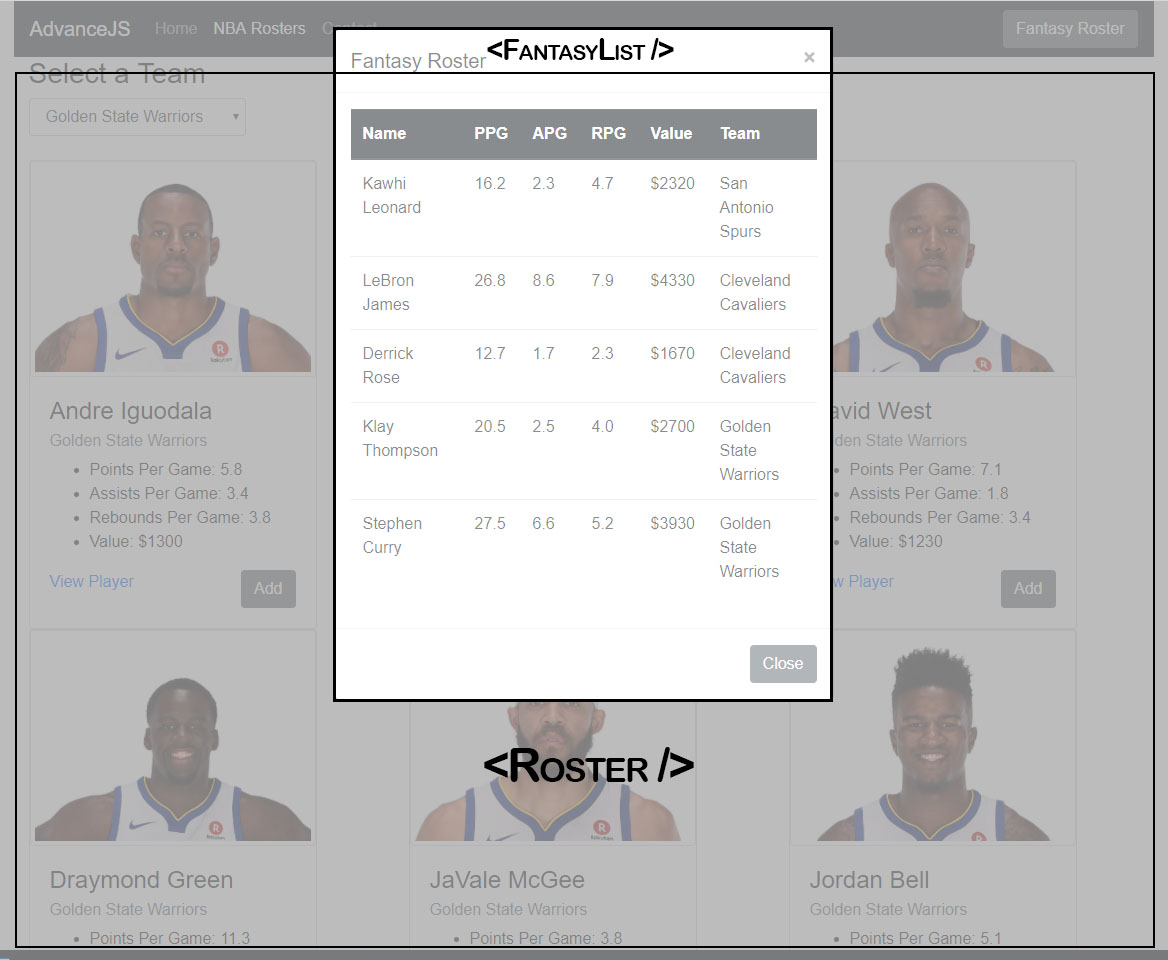 AdvanceJS Home NBA Rosters Contact Fantasy Roster
Fantasy Roster <FantasyList /> ×
Select a Team
Golden State Warriors
Name PPG APG RPG Value Team
Kawhi Leonard 16.2 2.3 4.7 $2320 San Antonio Spurs
LeBron James 26.8 8.6 7.9 $4330 Cleveland Cavaliers
Derrick Rose 12.7 1.7 2.3 $1670 Cleveland Cavaliers
Klay Thompson 20.5 2.5 4.0 $2700 Golden State Warriors
Stephen Curry 27.5 6.6 5.2 $3930 Golden State Warriors
Close
Andre Iguodala
Golden State Warriors
Points Per Game: 5.8
Assists Per Game: 3.4
Rebounds Per Game: 3.8
Value: $1300
View Player Add
avid West
den State Warriors
Points Per Game: 7.1
Assists Per Game: 1.8
Rebounds Per Game: 3.4
Value: $1230
w Player Add
<Roster />
Draymond Green
Golden State Warriors
Points Per Game: 11.3
JaVale McGee
Golden State Warriors
Points Per Game: 3.8
Jordan Bell
Golden State Warriors
Points Per Game: 5.1